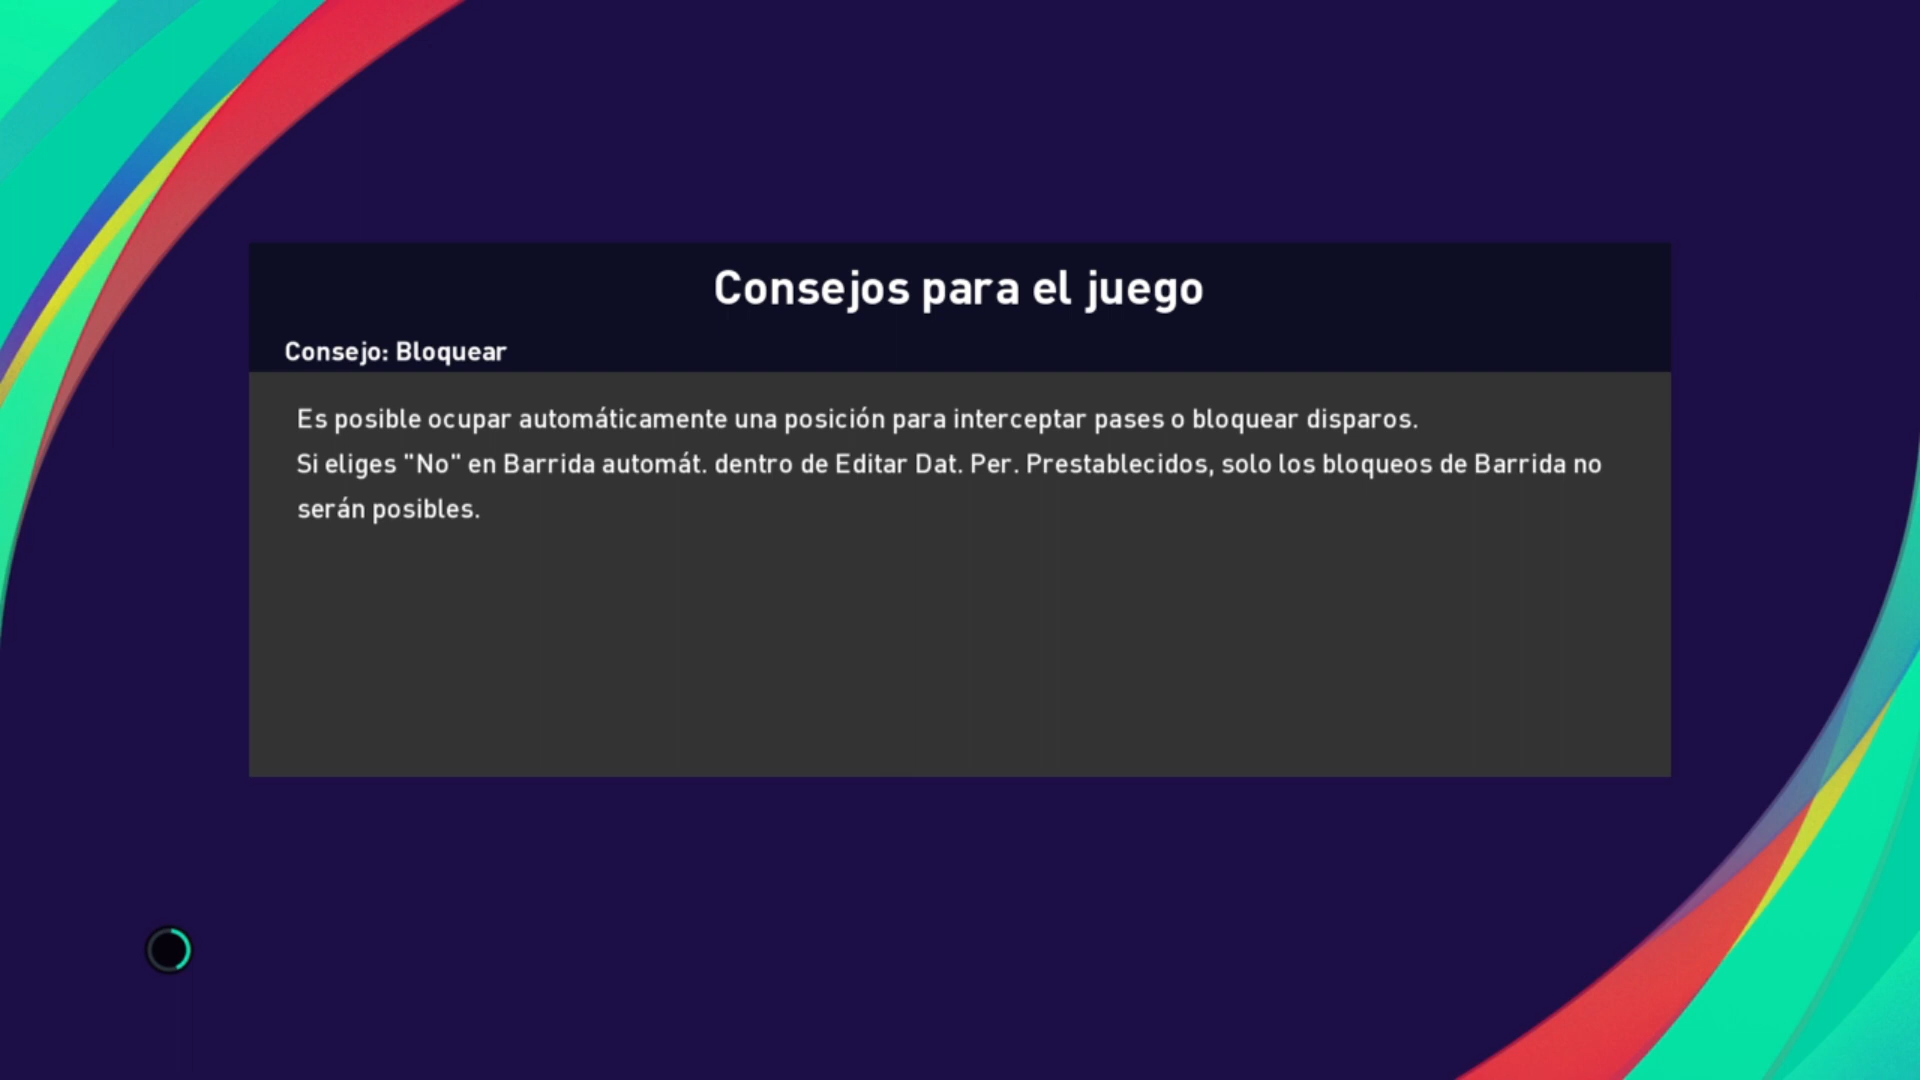 Consejos para el juego
Consejo: Bloquear
Es posible ocupar automáticamente una posición para interceptar pases o bloquear disparos.
Si eliges "No" en Barrida automát. dentro de Editar Dat. Per. Prestablecidos, solo los bloqueos de Barrida no
serán posibles.